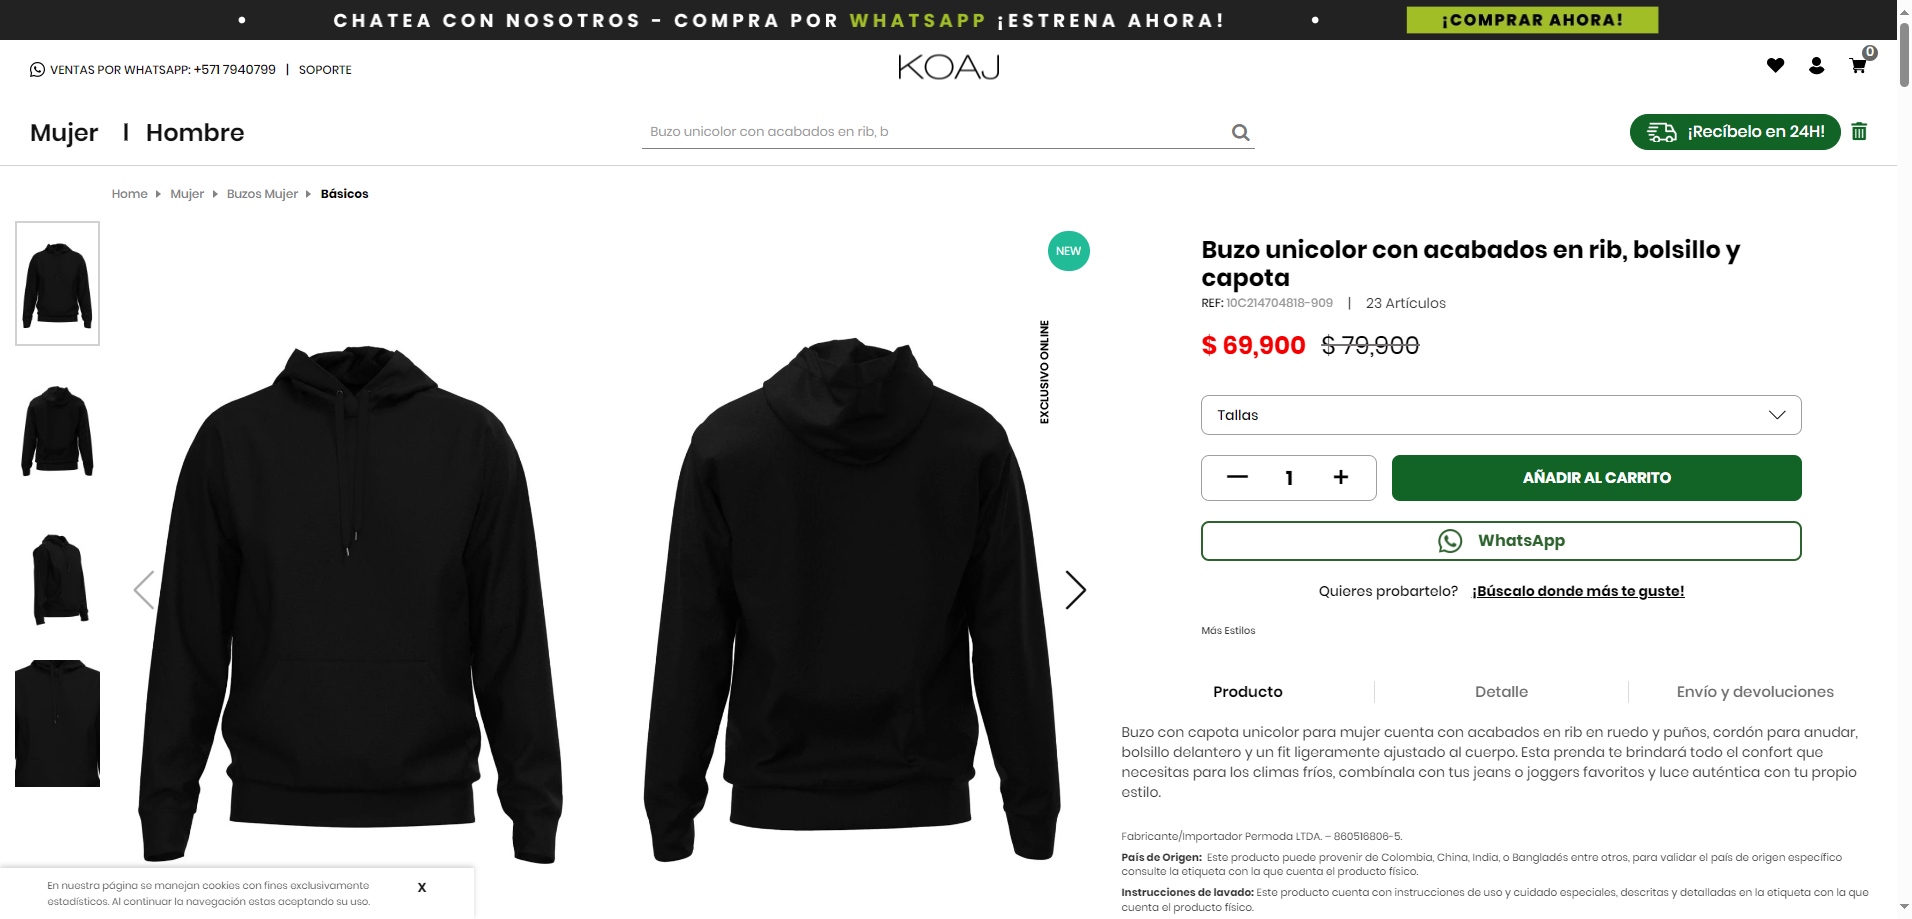 • CHATEA CON NOSOTROS - COMPRA POR WHATSAPP ¡ESTRENA AHORA! • ¡COMPRAR AHORA!
VENTAS POR WHATSAPP: +571 7940799 | SOPORTE
KOAJ
0
Mujer | Hombre
Buzo unicolor con acabados en rib, b
¡Recíbelo en 24H!
Home Mujer Buzos Mujer Básicos
NEW
EXCLUSIVO ONLINE
Buzo unicolor con acabados en rib, bolsillo y
capota
REF: 10C214704818-909 | 23 Artículos
$ 69,900 $ 79,900
Tallas
— 1 +
AÑADIR AL CARRITO
WhatsApp
Quieres probartelo? ¡Búscalo donde más te guste!
Más Estilos
Producto
Detalle
Envío y devoluciones
Buzo con capota unicolor para mujer cuenta con acabados en rib en ruedo y puños, cordón para anudar,
bolsillo delantero y un fit ligeramente ajustado al cuerpo. Esta prenda te brindará todo el confort que
necesitas para los climas fríos, combínala con tus jeans o joggers favoritos y luce auténtica con tu propio
estilo.
Fabricante/Importador Permoda LTDA. – 860516806-5.
País de Origen: Este producto puede provenir de Colombia, China, India, o Bangladés entre otros, para validar el país de origen específico
consulte la etiqueta con la que cuenta el producto físico.
Instrucciones de lavado: Este producto cuenta con instrucciones de uso y cuidado especiales, descritas y detalladas en la etiqueta con la que
cuenta el producto físico.
En nuestra página se manejan cookies con fines exclusivamente
estadísticos. Al continuar la navegación estas aceptando su uso.
X